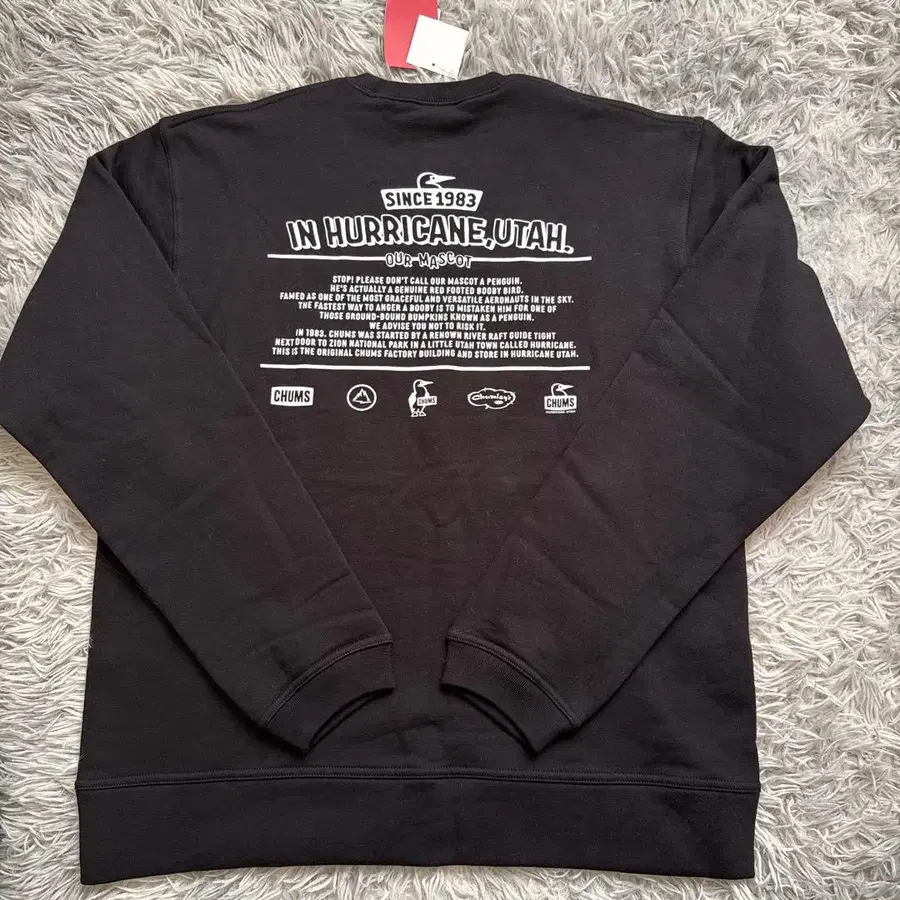 SINCE 1983
IN HURRICANE, UTAH.
OUR MASCOT
STOP! PLEASE DON'T CALL OUR MASCOT A PENGUIN.
HE'S ACTUALLY A GENUINE RED FOOTED BOOBY BIRD.
FAMED AS ONE OF THE MOST GRACEFUL AND VERSATILE AERONAUTS IN THE SKY.
THE FASTEST WAY TO ANGER A BOOBY IS TO MISTAKEN HIM FOR ONE OF
THOSE GROUND-BOUND BUMPKINS KNOWN AS A PENGUIN.
WE ADVISE YOU NOT TO RISK IT.
IN 1983, CHUMS WAS STARTED BY A RENOWN RIVER RAFT GUIDE TIGHT
NEXT DOOR TO ZION NATIONAL PARK IN A LITTLE UTAH TOWN CALLED HURRICANE.
THIS IS THE ORIGINAL CHUMS FACTORY BUILDING AND STORE IN HURRICANE UTAH.
CHUMS CHUMS Chumley's CHUMS
HURRICANE UTAH